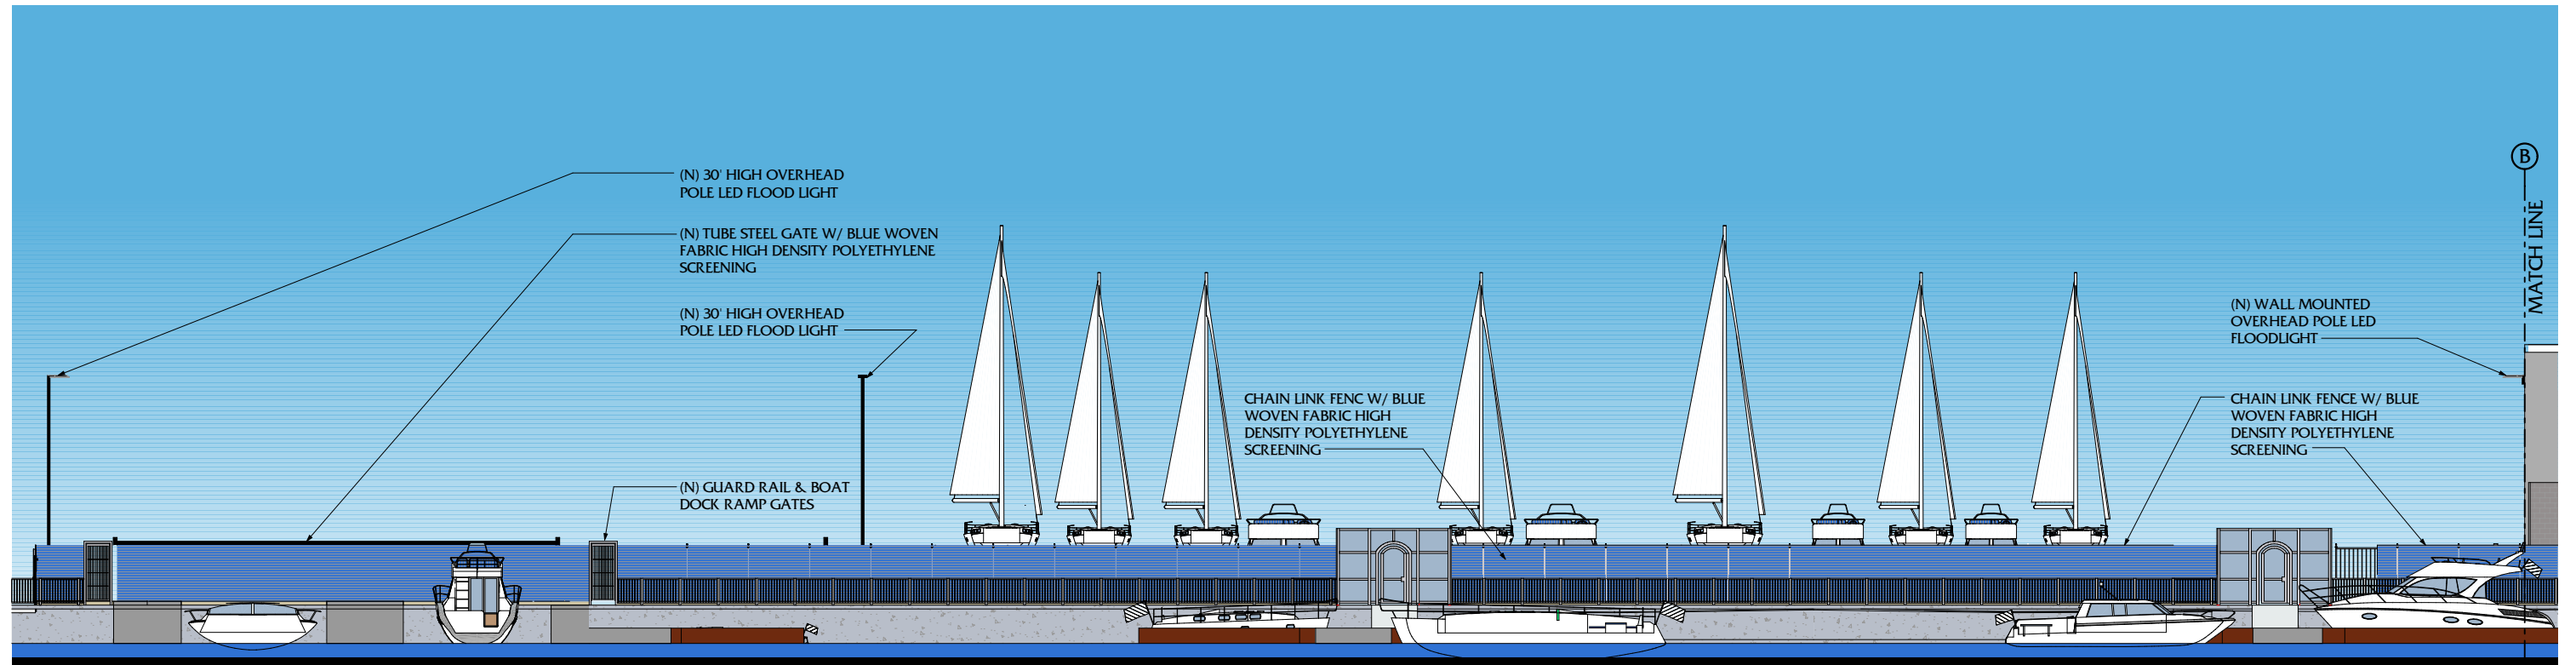 (N) 30' HIGH OVERHEAD
POLE LED FLOOD LIGHT
(N) TUBE STEEL GATE W/ BLUE WOVEN
FABRIC HIGH DENSITY POLYETHYLENE
SCREENING
(N) 30' HIGH OVERHEAD
POLE LED FLOOD LIGHT
(N) GUARD RAIL & BOAT
DOCK RAMP GATES
CHAIN LINK FENC W/ BLUE
WOVEN FABRIC HIGH
DENSITY POLYETHYLENE
SCREENING
(N) WALL MOUNTED
OVERHEAD POLE LED
FLOODLIGHT
CHAIN LINK FENCE W/ BLUE
WOVEN FABRIC HIGH
DENSITY POLYETHYLENE
SCREENING
B
MATCH LINE
B